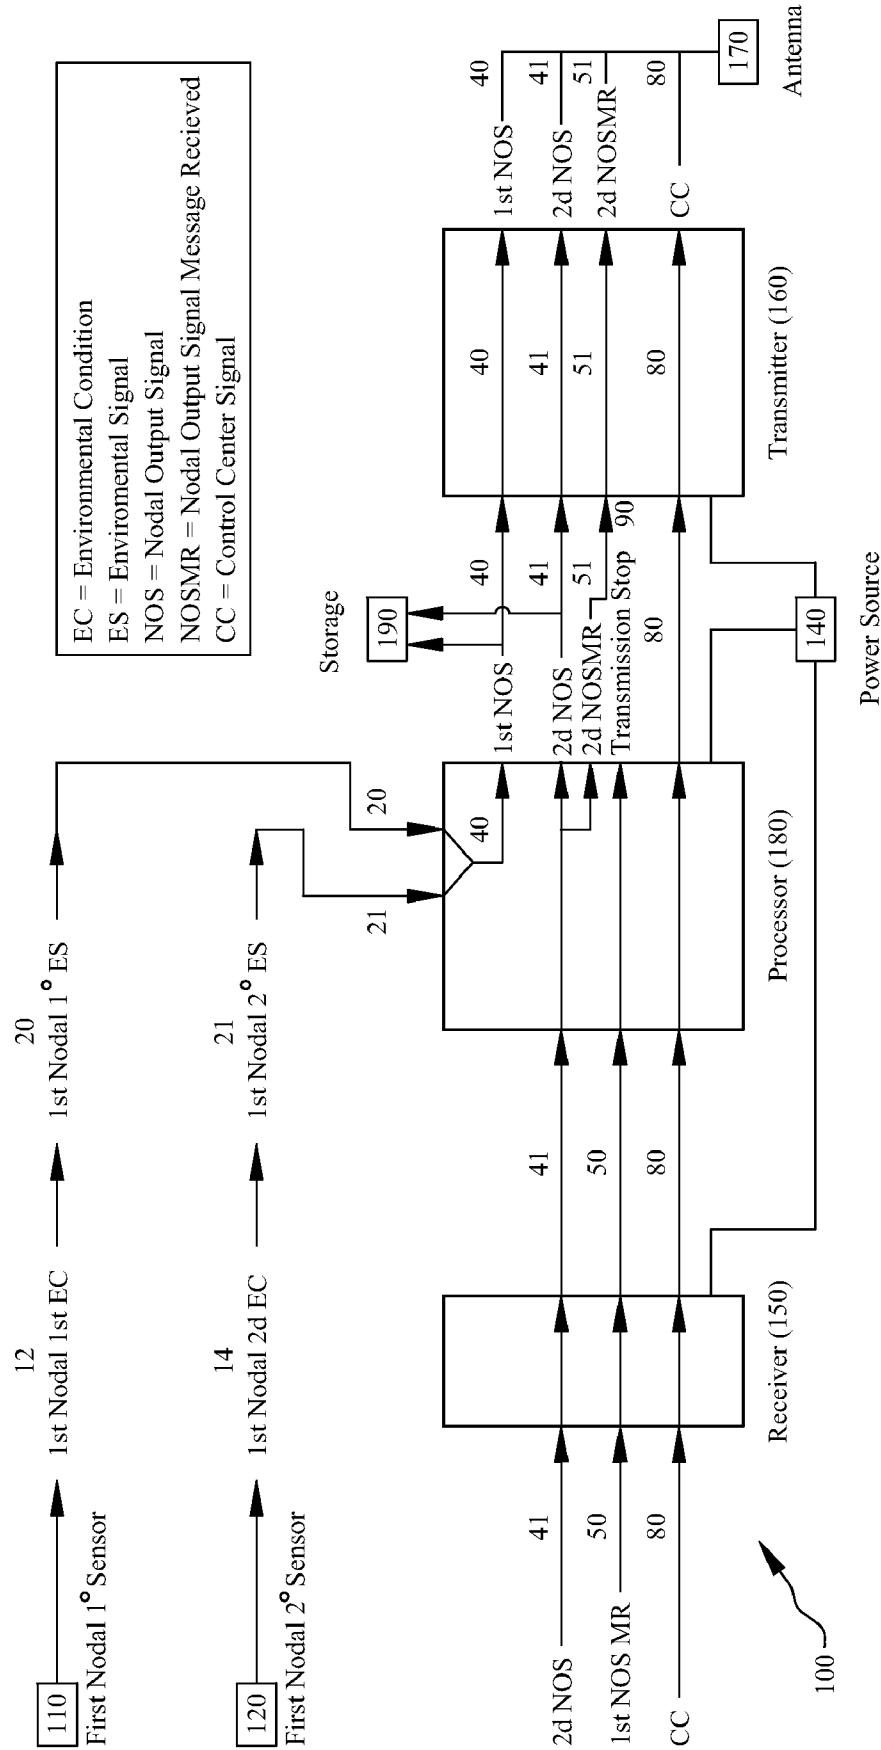 110
First Nodal 1° Sensor
12
1st Nodal 1st EC
20
1st Nodal 1° ES
EC = Environmental Condition
ES = Enviromental Signal
NOS = Nodal Output Signal
NOSMR = Nodal Output Signal Message Recieved
CC = Control Center Signal
120
First Nodal 2° Sensor
14
1st Nodal 2d EC
21
1st Nodal 2° ES
20
21
Storage
190
40
1st NOS
40
40
1st NOS
40
2d NOS
41
41
2d NOS
41
41
2d NOS
41
1st NOS MR
50
50
2d NOSMR
51
51
2d NOSMR
51
Transmission Stop
90
CC
80
80
80
80
CC
80
170
Antenna
Receiver (150)
Processor (180)
Transmitter (160)
100
140
Power Source